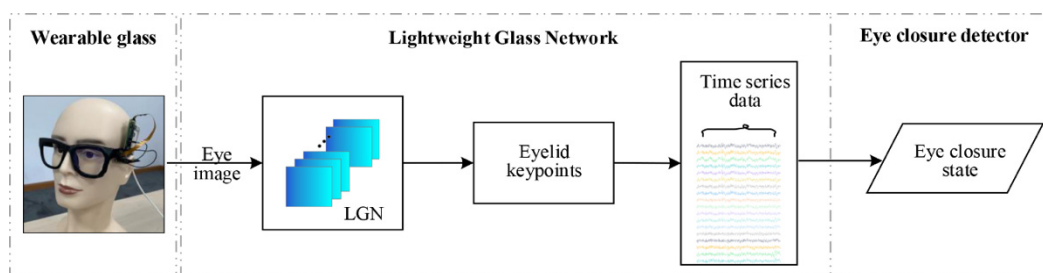 Wearable glass
Lightweight Glass Network
Eye closure detector
Eye
image
LGN
Eyelid
keypoints
Time series
data
Eye closure
state